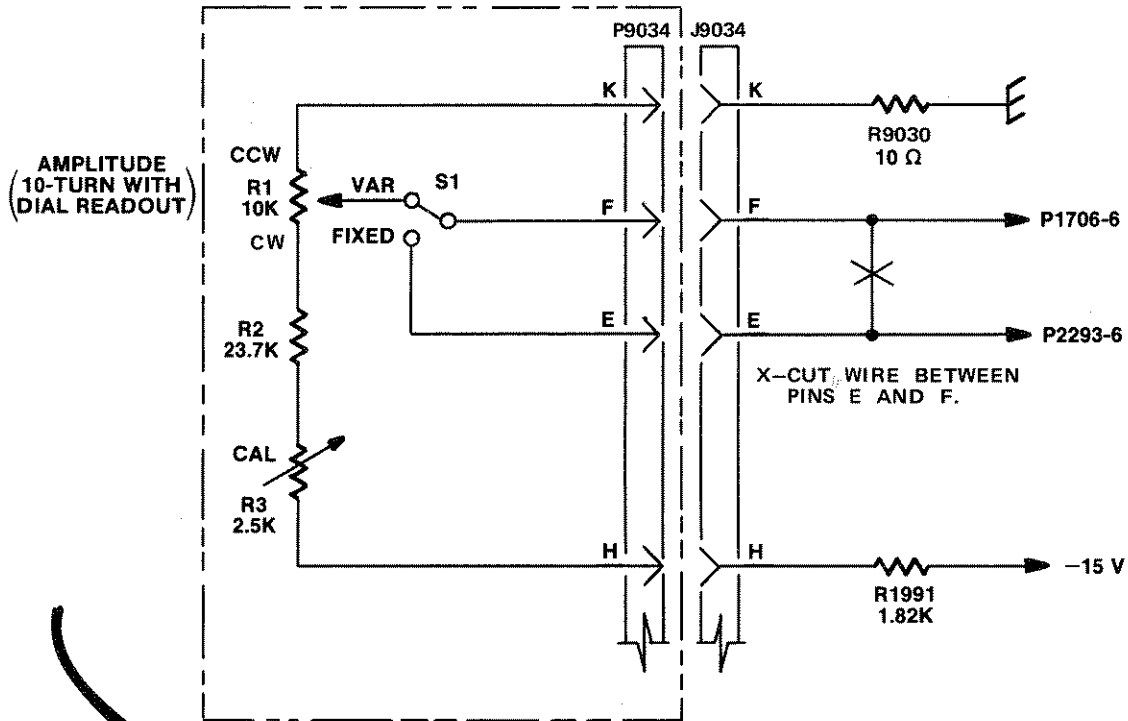 P9034 J9034
K K
R9030
10 Ω
AMPLITUDE
(10-TURN WITH
DIAL READOUT)
CCW
R1
10K
CW
VAR
S1
FIXED
F F
P1706-6
E E
P2293-6
X-CUT WIRE BETWEEN
PINS E AND F.
R2
23.7K
CAL
R3
2.5K
H H
R1991
1.82K
−15 V